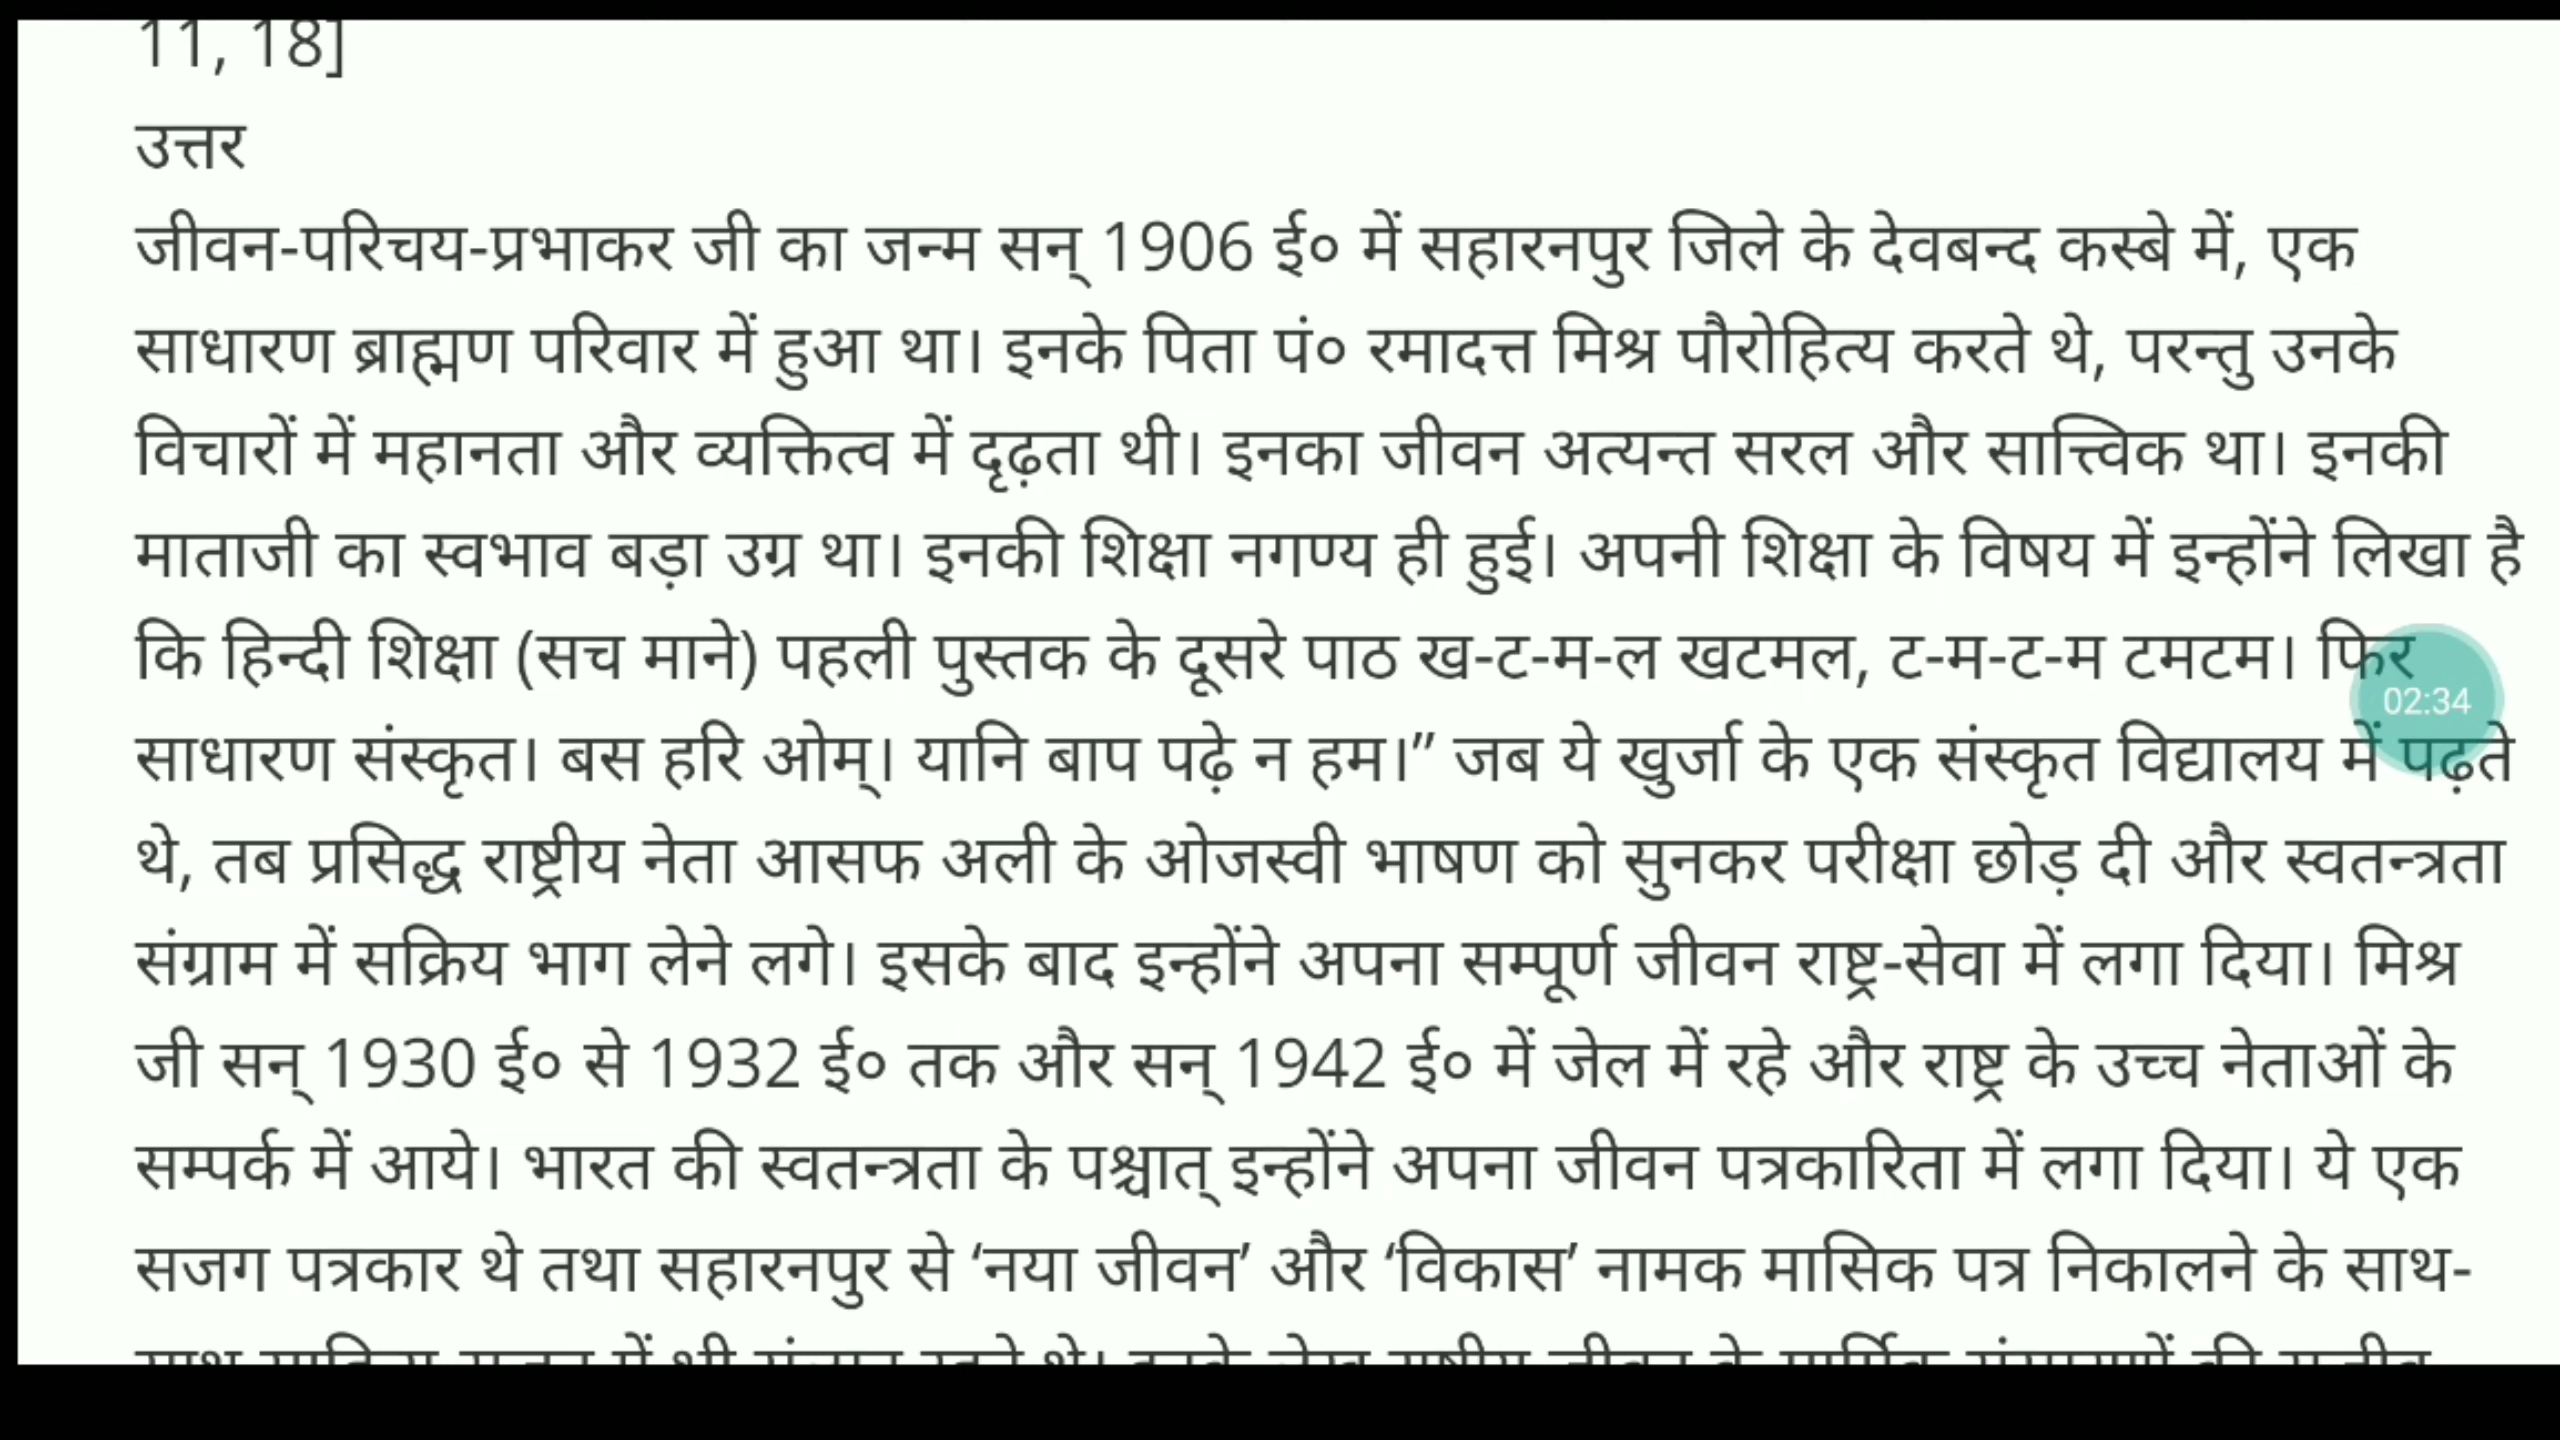 11, 18]
उत्तर
जीवन-परिचय-प्रभाकर जी का जन्म सन् 1906 ई० में सहारनपुर जिले के देवबन्द कस्बे में, एक
साधारण ब्राह्मण परिवार में हुआ था। इनके पिता पं० रमादत्त मिश्र पौरोहित्य करते थे, परन्तु उनके
विचारों में महानता और व्यक्तित्व में दृढ़ता थी। इनका जीवन अत्यन्त सरल और सात्त्विक था। इनकी
माताजी का स्वभाव बड़ा उग्र था। इनकी शिक्षा नगण्य ही हुई। अपनी शिक्षा के विषय में इन्होंने लिखा है
कि हिन्दी शिक्षा (सच माने) पहली पुस्तक के दूसरे पाठ ख-ट-म-ल खटमल, ट-म-ट-म टमटम। फिर
02:34
साधारण संस्कृत। बस हरि ओम्। यानि बाप पढ़े न हम।” जब ये खुर्जा के एक संस्कृत विद्यालय में पढ़ते
थे, तब प्रसिद्ध राष्ट्रीय नेता आसफ अली के ओजस्वी भाषण को सुनकर परीक्षा छोड़ दी और स्वतन्त्रता
संग्राम में सक्रिय भाग लेने लगे। इसके बाद इन्होंने अपना सम्पूर्ण जीवन राष्ट्र-सेवा में लगा दिया। मिश्र
जी सन् 1930 ई० से 1932 ई० तक और सन् 1942 ई० में जेल में रहे और राष्ट्र के उच्च नेताओं के
सम्पर्क में आये। भारत की स्वतन्त्रता के पश्चात् इन्होंने अपना जीवन पत्रकारिता में लगा दिया। ये एक
सजग पत्रकार थे तथा सहारनपुर से ‘नया जीवन’ और ‘विकास’ नामक मासिक पत्र निकालने के साथ-